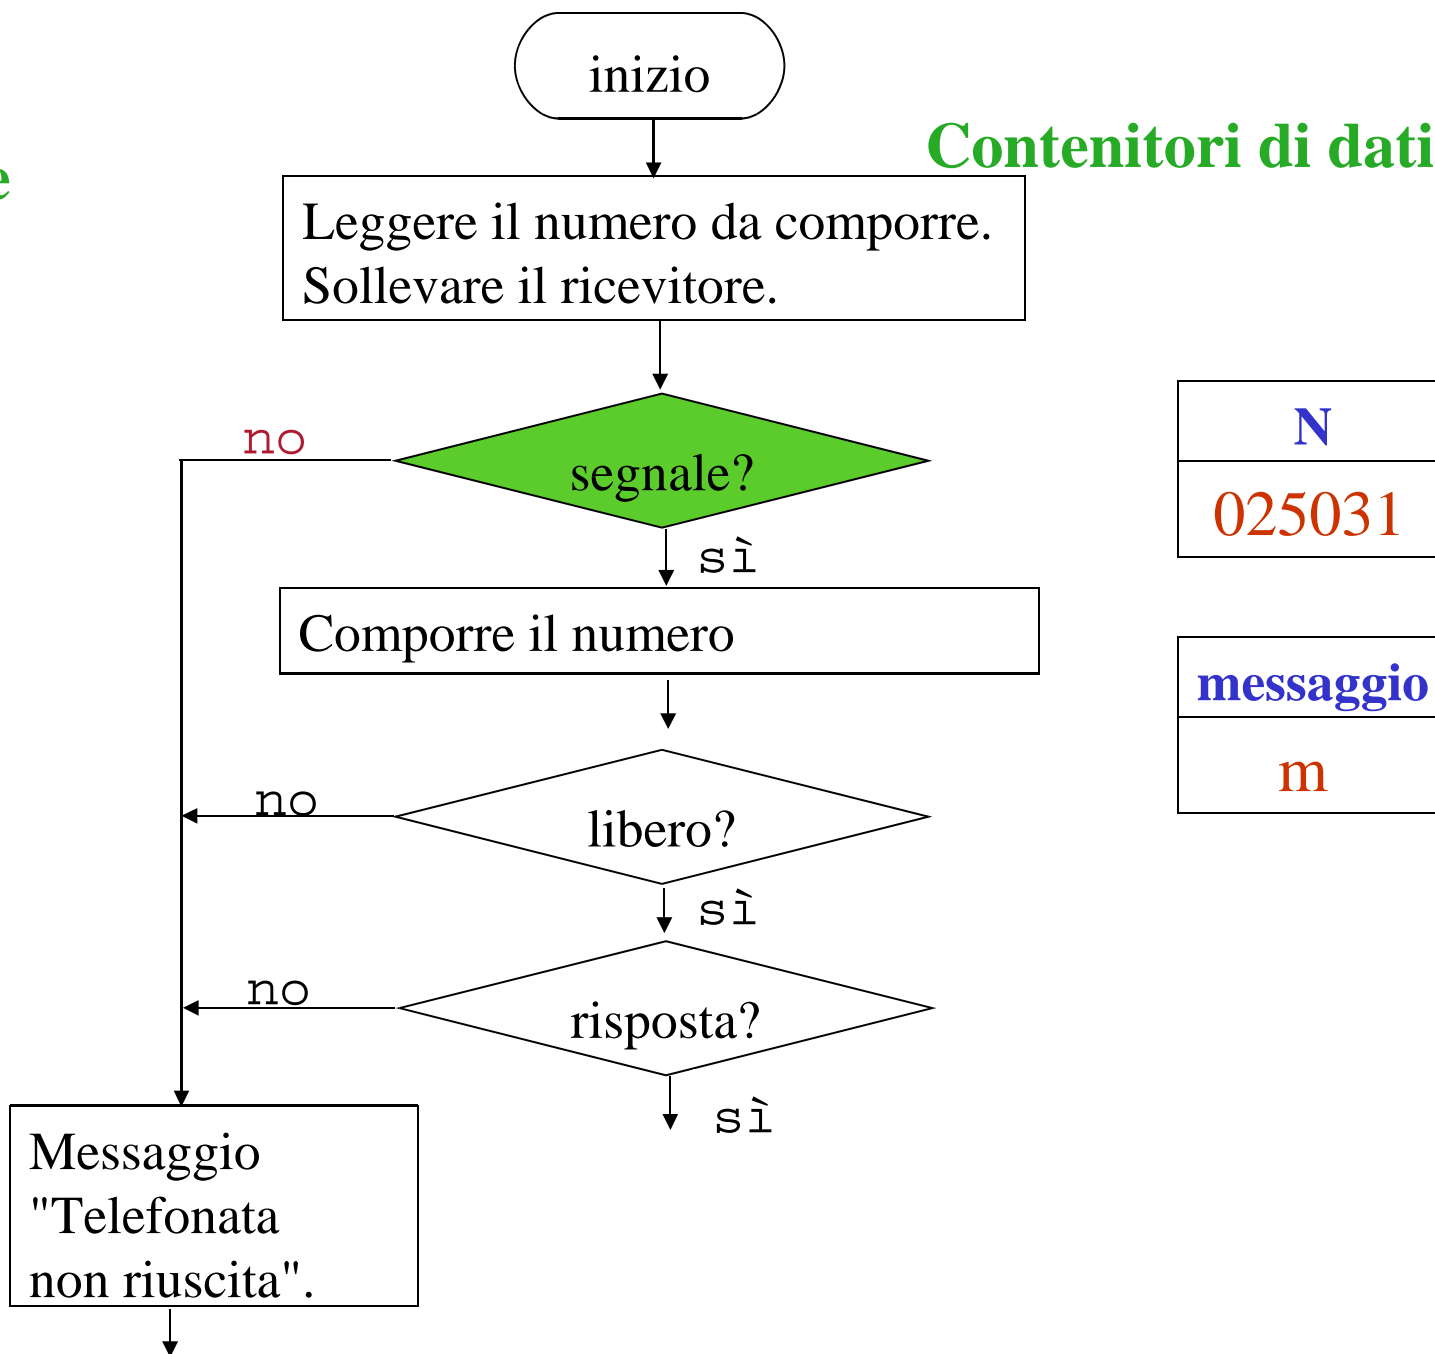 inizio
Contenitori di dati
e
Leggere il numero da comporre.
Sollevare il ricevitore.
no
segnale?
sì
N
025031
Comporre il numero
messaggio
m
no
libero?
sì
no
risposta?
sì
Messaggio
"Telefonata
non riuscita".